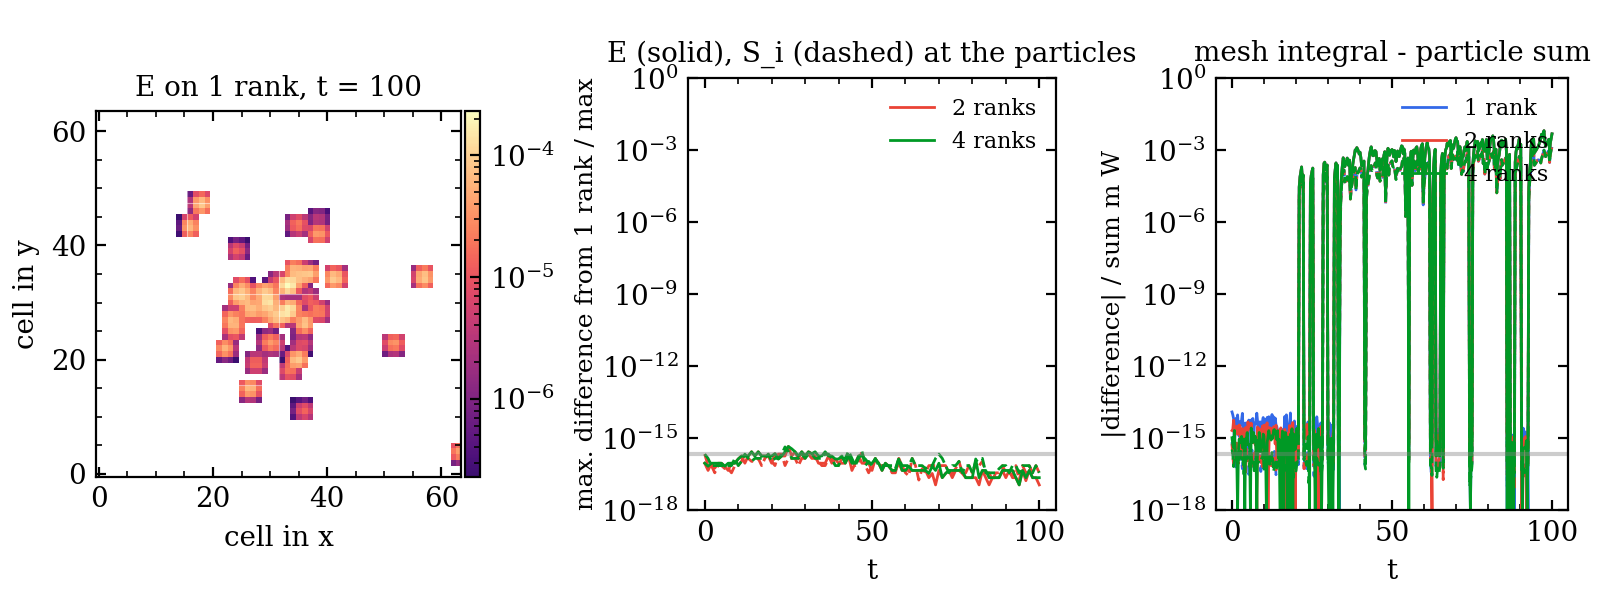 E on 1 rank, t = 100
60
40
20
0
0
20
40
60
cell in y
cell in x
10⁻⁴
10⁻⁵
10⁻⁶
E (solid), S_i (dashed) at the particles
max. difference from 1 rank / max
10⁰
10⁻³
10⁻⁶
10⁻⁹
10⁻¹²
10⁻¹⁵
10⁻¹⁸
2 ranks
4 ranks
0
50
100
t
mesh integral - particle sum
|difference| / sum m W
10⁰
10⁻³
10⁻⁶
10⁻⁹
10⁻¹²
10⁻¹⁵
10⁻¹⁸
1 rank
2 ranks
4 ranks
0
50
100
t